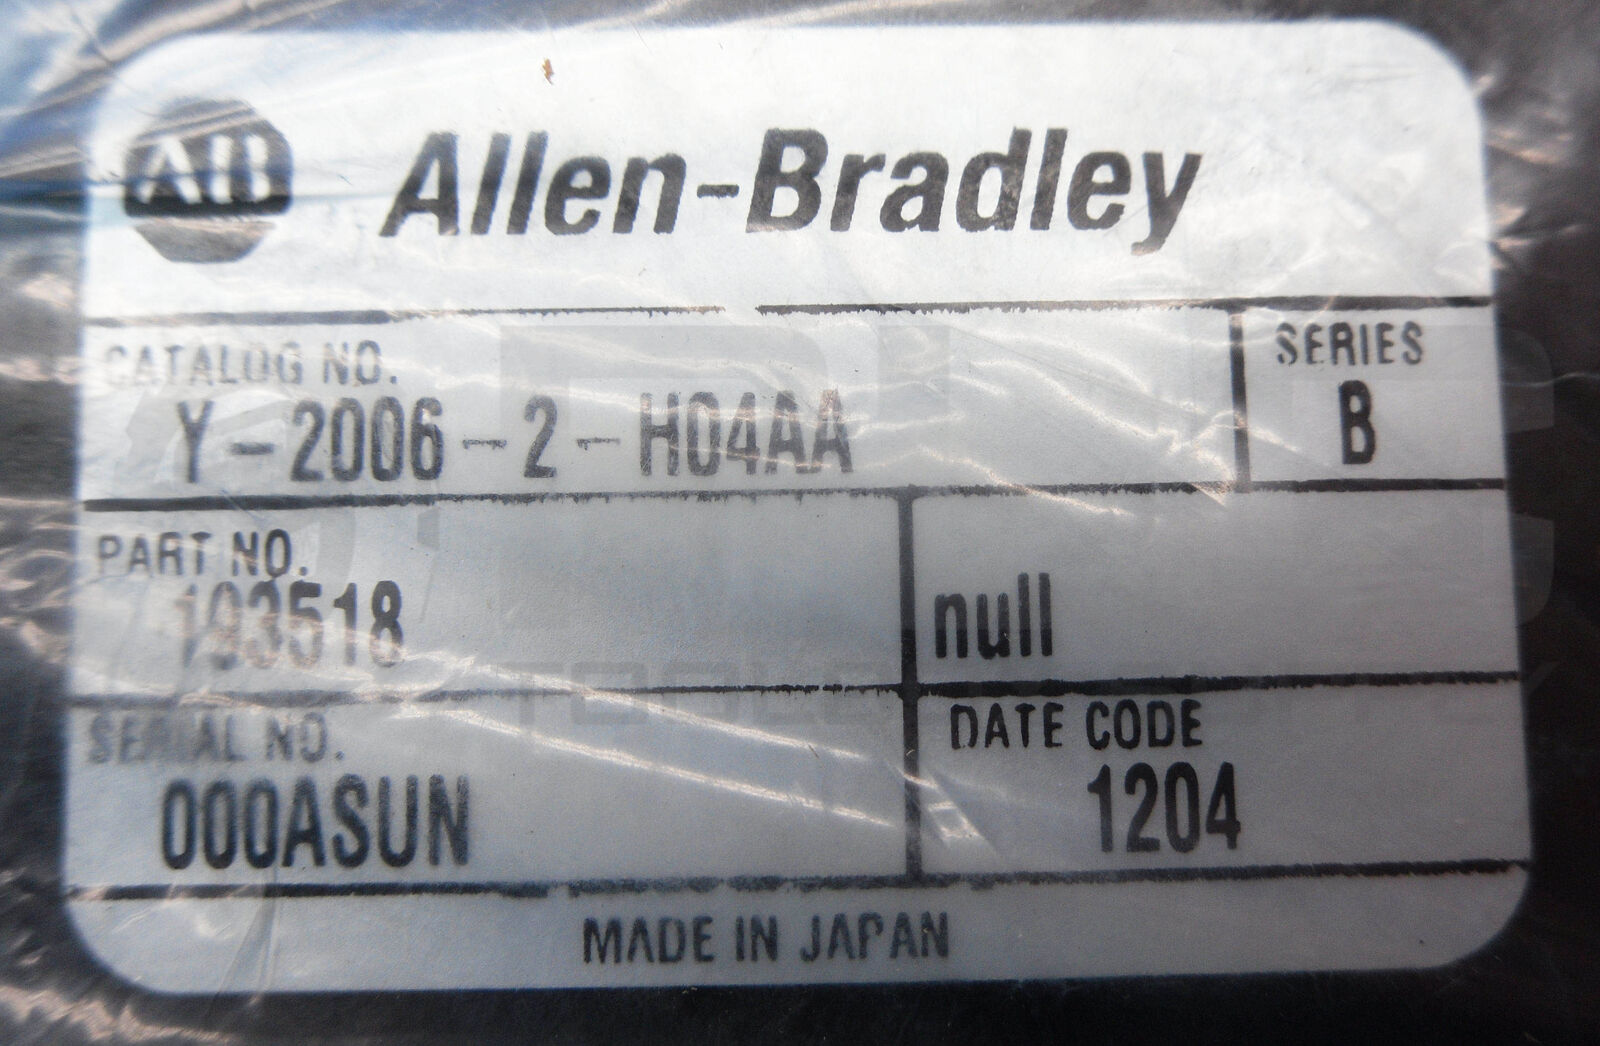 AB Allen-Bradley
CATALOG NO.
Y-2006-2-H04AA
SERIES
B
PART NO.
193518
null
SERIAL NO.
000ASUN
DATE CODE
1204
MADE IN JAPAN